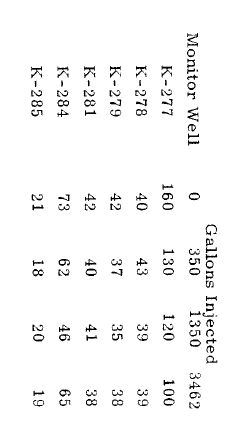 Gallons Injected
Monitor Well 0 350 1350 3462
K-277 160 130 120 100
K-278 40 43 39 39
K-279 42 37 35 38
K-281 42 40 41 38
K-284 73 62 46 65
K-285 21 18 20 19